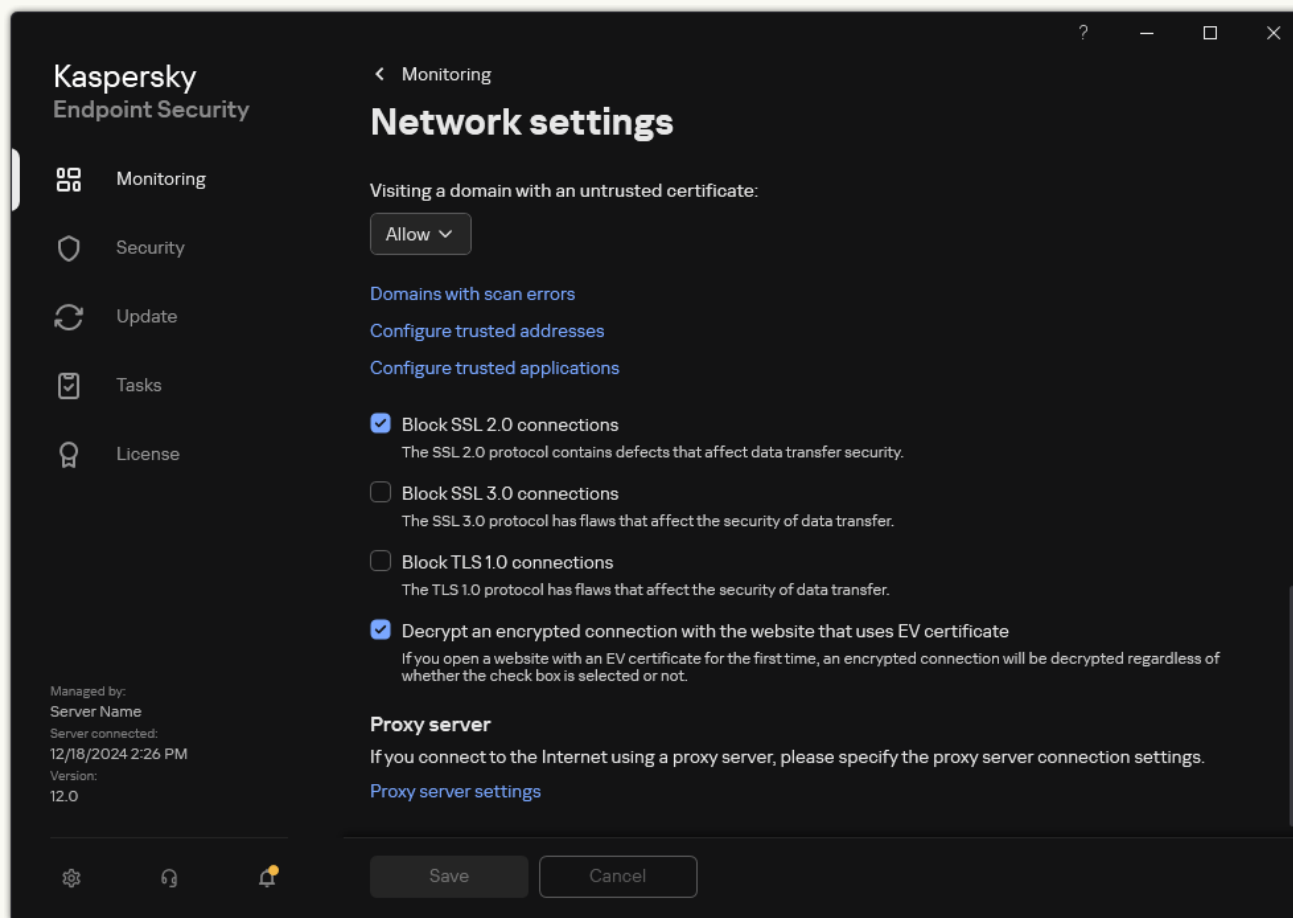 ?
Kaspersky
Endpoint Security
Monitoring
Security
Update
Tasks
License
Managed by:
Server Name
Server connected:
12/18/2024 2:26 PM
Version:
12.0
Monitoring
Network settings
Visiting a domain with an untrusted certificate:
Allow
Domains with scan errors
Configure trusted addresses
Configure trusted applications
Block SSL 2.0 connections
The SSL 2.0 protocol contains defects that affect data transfer security.
Block SSL 3.0 connections
The SSL 3.0 protocol has flaws that affect the security of data transfer.
Block TLS 1.0 connections
The TLS 1.0 protocol has flaws that affect the security of data transfer.
Decrypt an encrypted connection with the website that uses EV certificate
If you open a website with an EV certificate for the first time, an encrypted connection will be decrypted regardless of
whether the check box is selected or not.
Proxy server
If you connect to the Internet using a proxy server, please specify the proxy server connection settings.
Proxy server settings
Save
Cancel